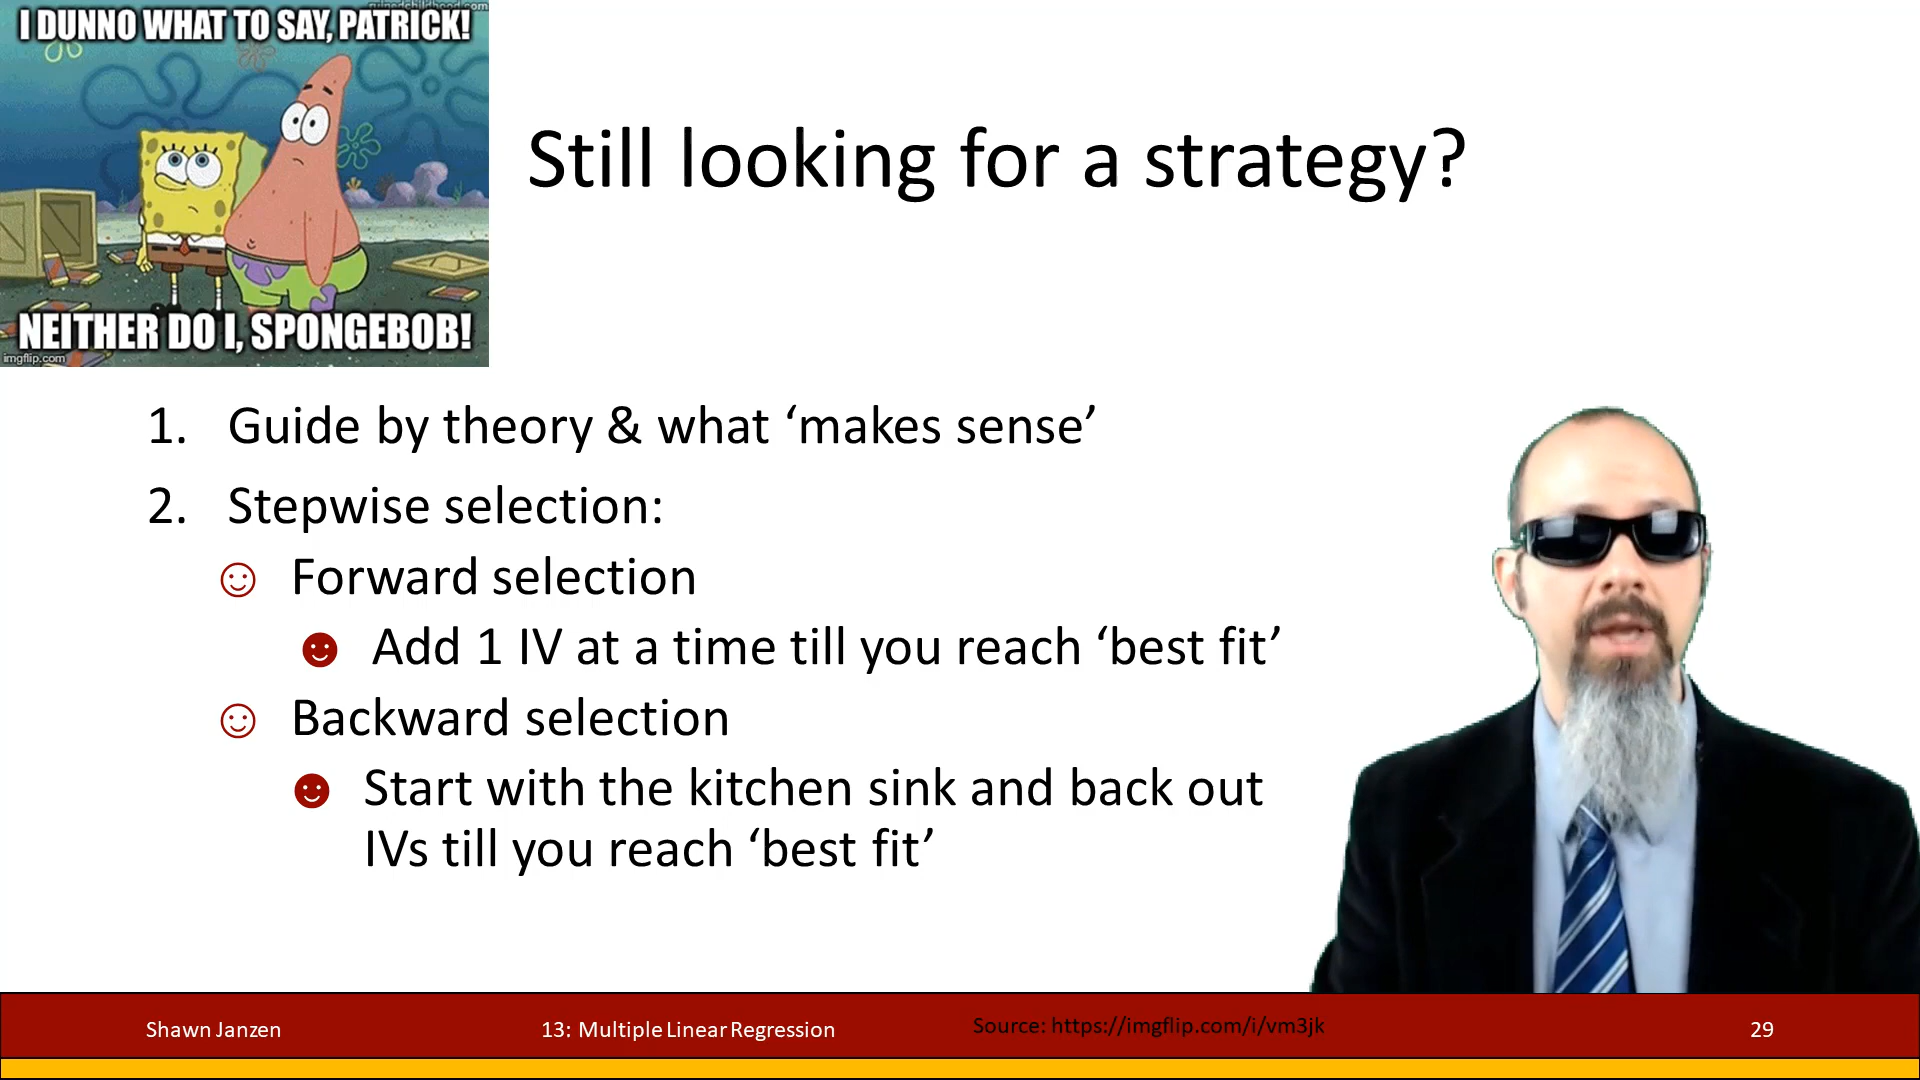 I DUNNO WHAT TO SAY, PATRICK!
NEITHER DO I, SPONGEBOB!
imgflip.com
Still looking for a strategy?
1. Guide by theory & what ‘makes sense’
2. Stepwise selection:
Forward selection
Add 1 IV at a time till you reach ‘best fit’
Backward selection
Start with the kitchen sink and back out
IVs till you reach ‘best fit’
Shawn Janzen
13: Multiple Linear Regression
Source: https://imgflip.com/i/vm3jk
29